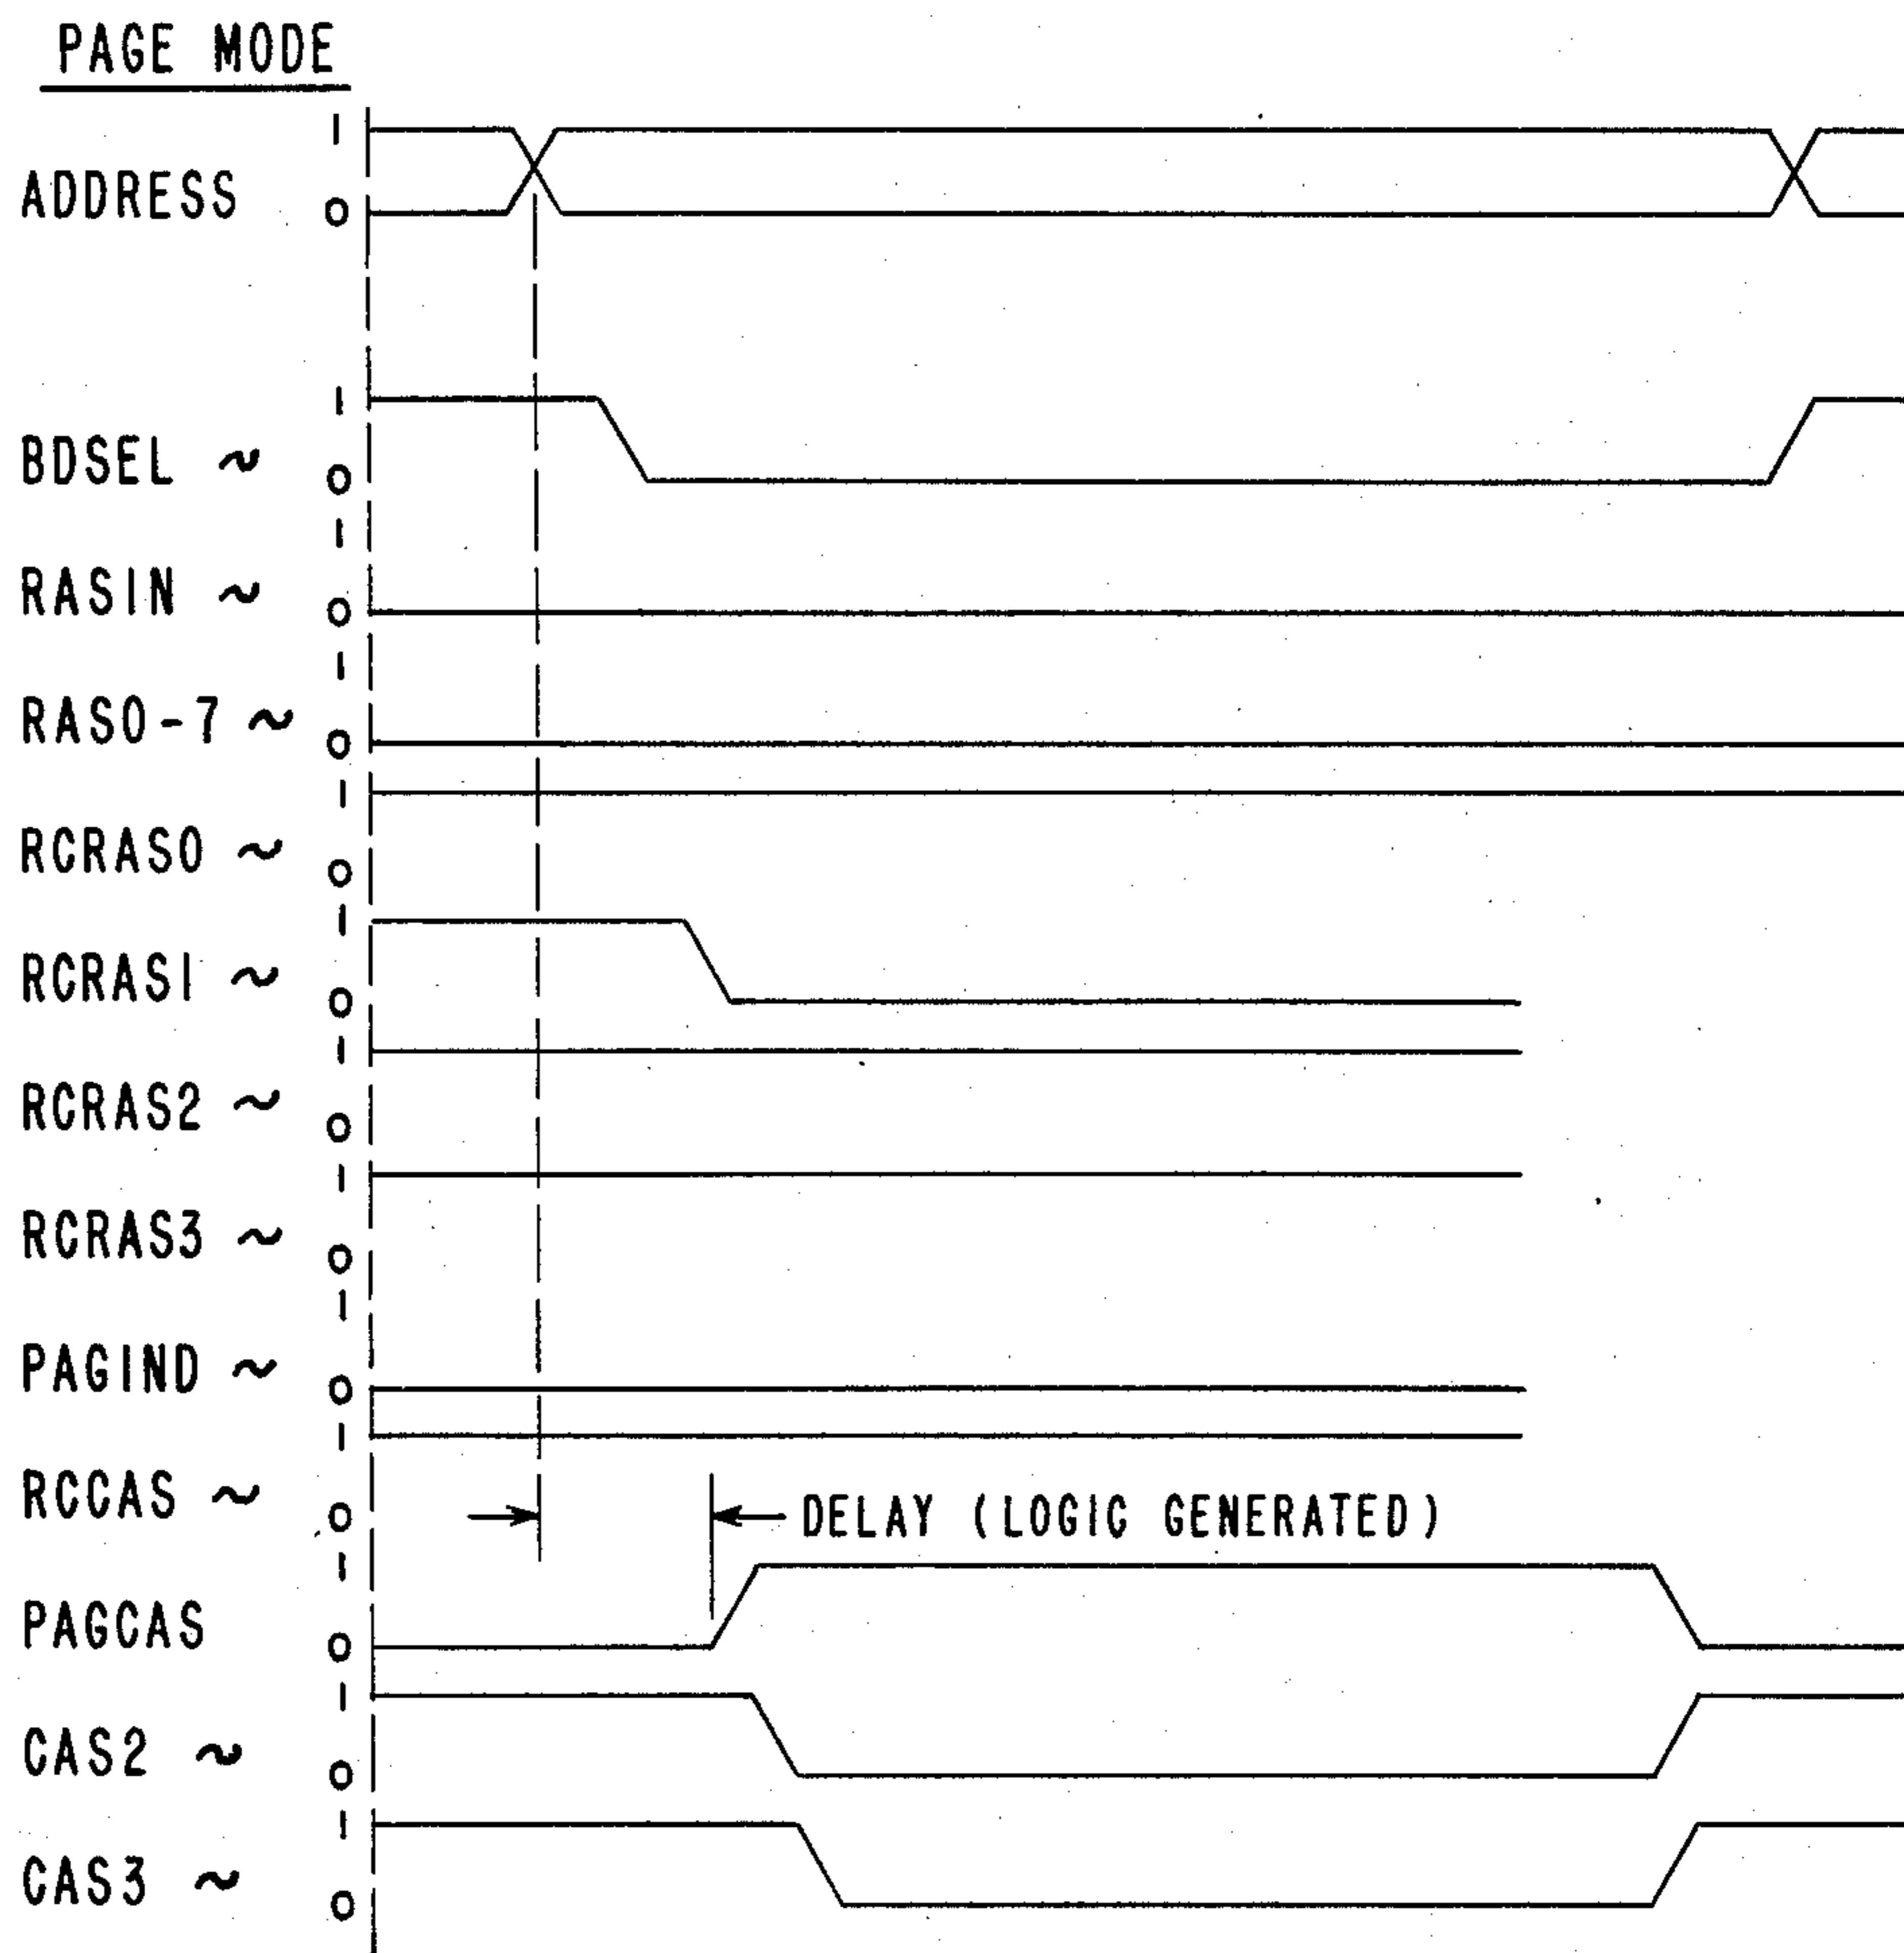 PAGE MODE
1
ADDRESS 0
1
BDSEL ~ 0
1
RASIN ~ 0
1
RAS0-7 ~ 0
1
RCRAS0 ~ 0
1
RCRAS1 ~ 0
1
RCRAS2 ~ 0
1
RCRAS3 ~ 0
1
PAGIND ~ 0
1
RCCAS ~ 0 DELAY (LOGIC GENERATED)
1
PAGCAS 0
1
CAS2 ~ 0
1
CAS3 ~ 0